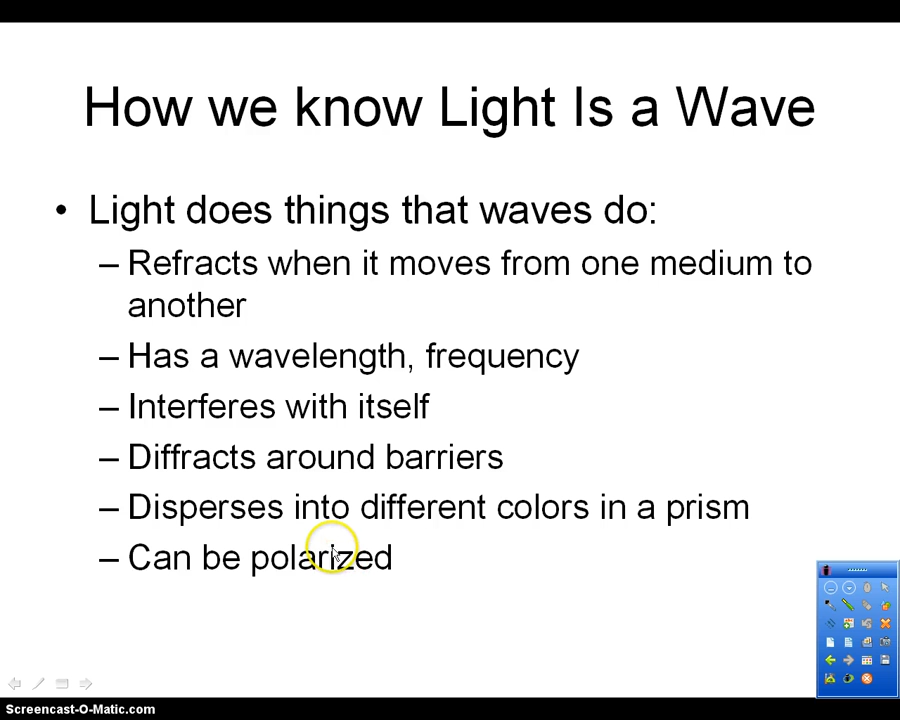 How we know Light Is a Wave
• Light does things that waves do:
– Refracts when it moves from one medium to
another
– Has a wavelength, frequency
– Interferes with itself
– Diffracts around barriers
– Disperses into different colors in a prism
– Can be polarized
Screencast-O-Matic.com